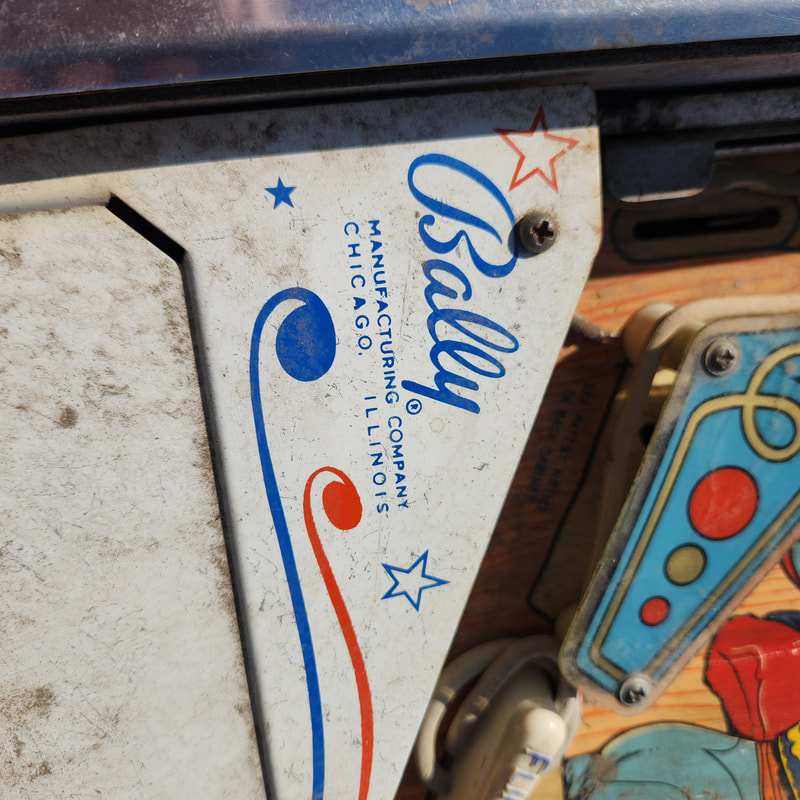 Bally®
MANUFACTURING COMPANY
CHICAGO, ILLINOIS